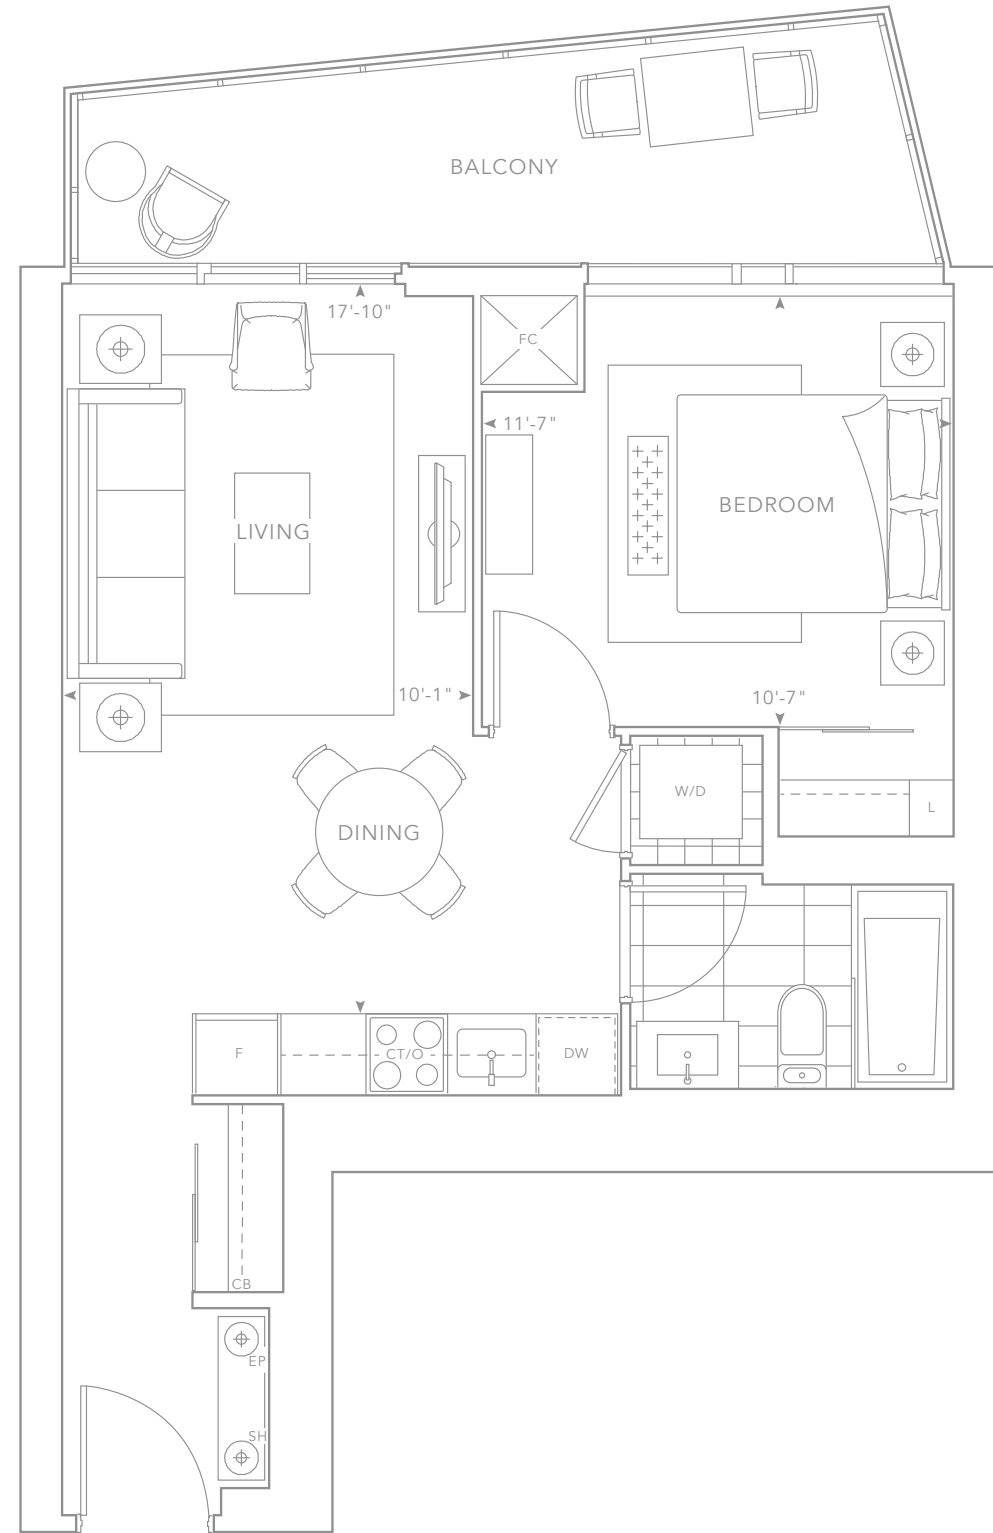 BALCONY
17'-10"
FC
11'-7"
BEDROOM
LIVING
10'-1"
10'-7"
W/D
L
DINING
F
CT/O
DW
CB
EP
SH